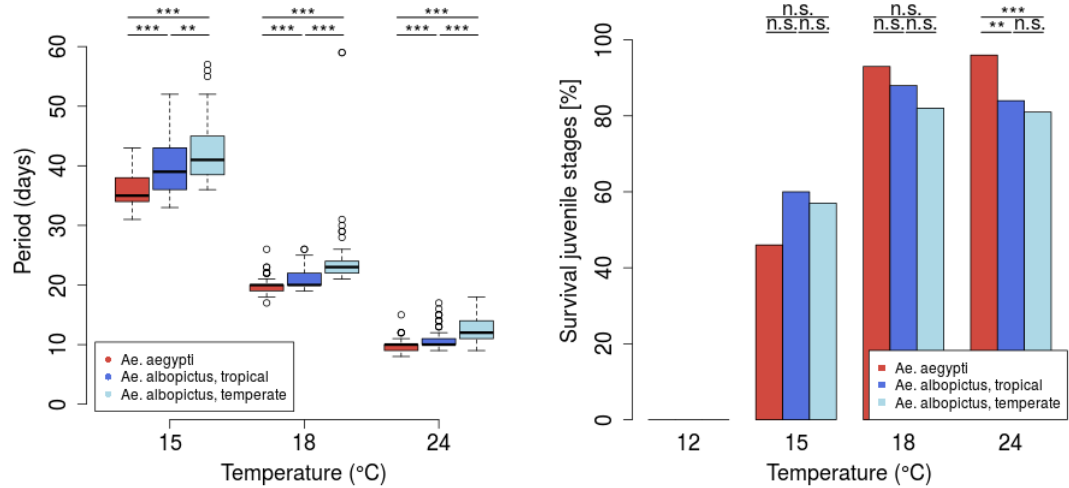 *** *** ***
*** ** *** *** *** ***
Period (days)
60
50
40
30
20
10
0
Ae. aegypti
Ae. albopictus, tropical
Ae. albopictus, temperate
15 18 24
Temperature (°C)
n.s. n.s. ***
n.s. n.s. n.s. n.s. ** n.s.
Survival juvenile stages [%]
100
80
60
40
20
0
Ae. aegypti
Ae. albopictus, tropical
Ae. albopictus, temperate
12 15 18 24
Temperature (°C)